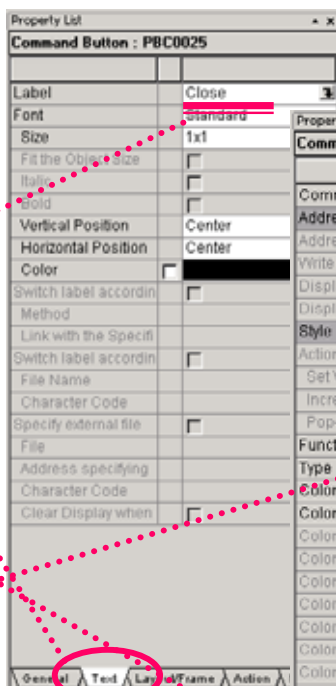 Property List
Command Button : PBC0025
Label Close
Font Standard
Size 1x1
Fit the Object Size
Italic
Bold
Vertical Position Center
Horizontal Position Center
Color
Switch label accordin
Method
Link with the Specifi
Switch label accordin
File Name
Character Code
Specify external file
File
Address specifying
Character Code
Clear Display when
General Text Layout/Frame Action
Proper
Comm
Comm
Addre
Addre
Write
Displ
Displ
Style
Action
Set
Incre
Pop-
Funct
Type
Color
Color
Color
Color
Color
Color
Color
Color
Color